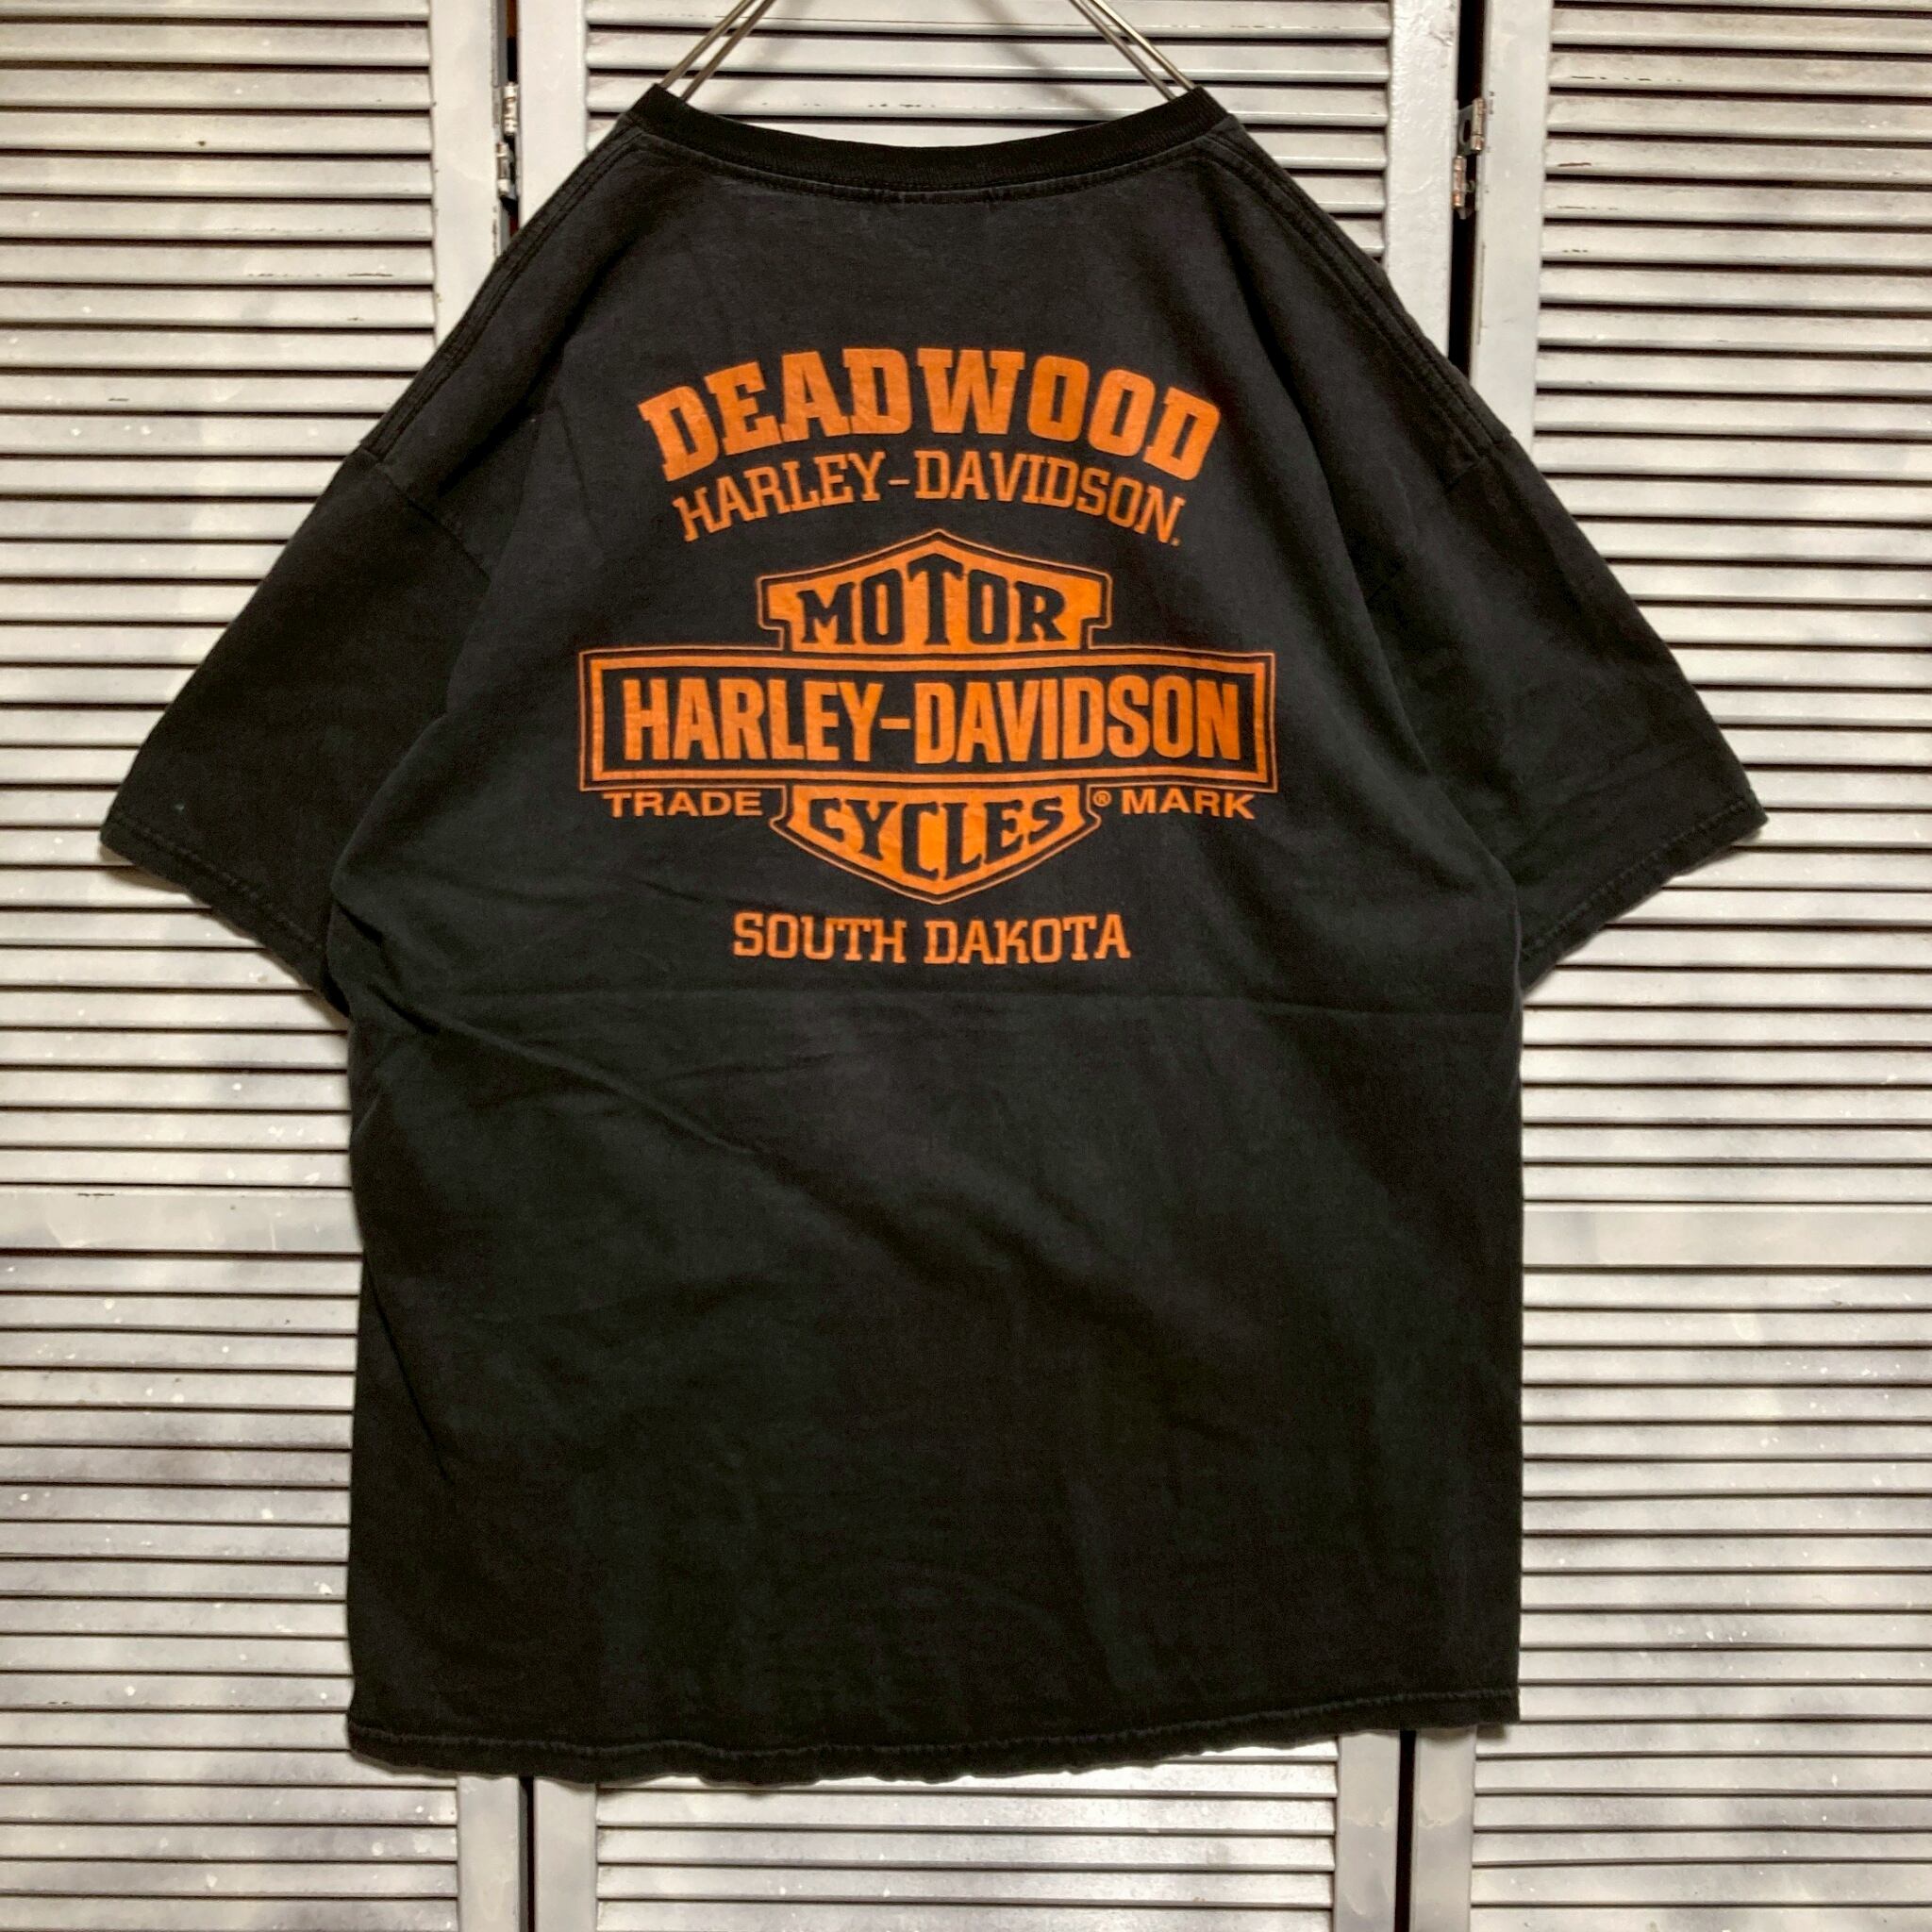 DEADWOOD
HARLEY-DAVIDSON.
MOTOR
HARLEY-DAVIDSON
TRADE CYCLES ® MARK
SOUTH DAKOTA